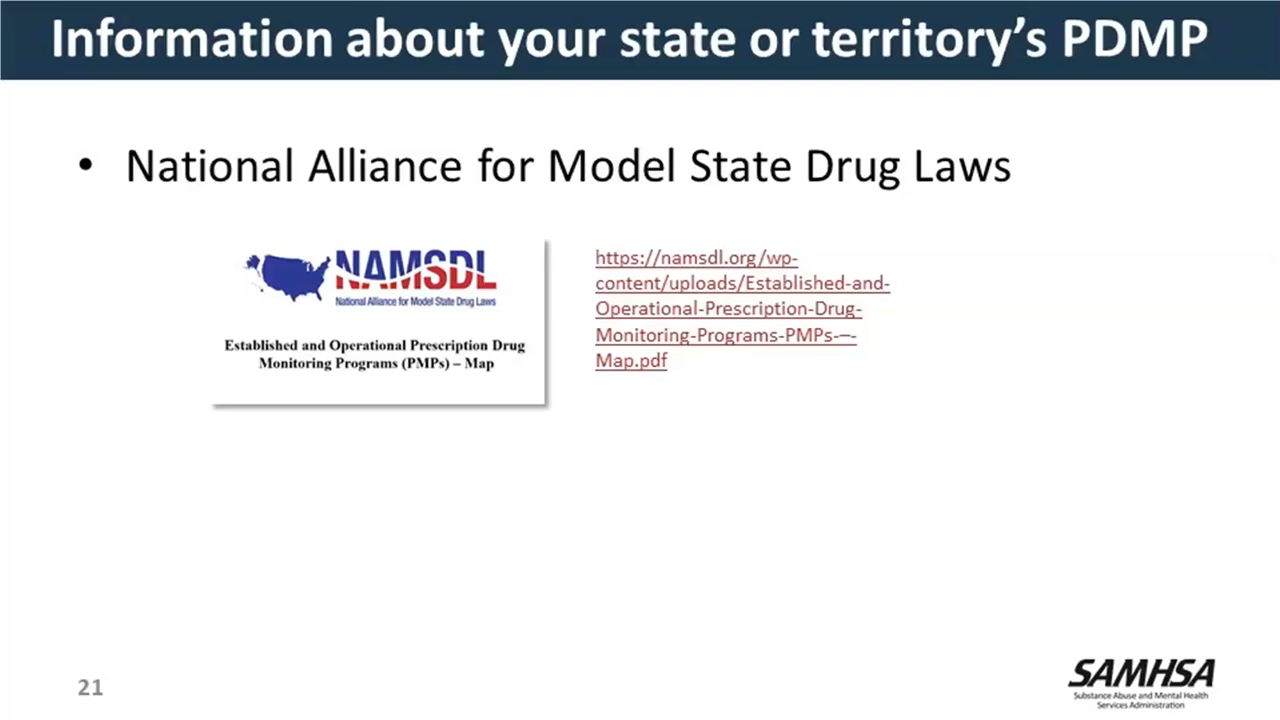 Information about your state or territory's PDMP
• National Alliance for Model State Drug Laws
NAMSDL
National Alliance for Model State Drug Laws
Established and Operational Prescription Drug
Monitoring Programs (PMPs) – Map
https://namsdl.org/wp-
content/uploads/Established-and-
Operational-Prescription-Drug-
Monitoring-Programs-PMPs-–-
Map.pdf
21
SAMHSA
Substance Abuse and Mental Health
Services Administration